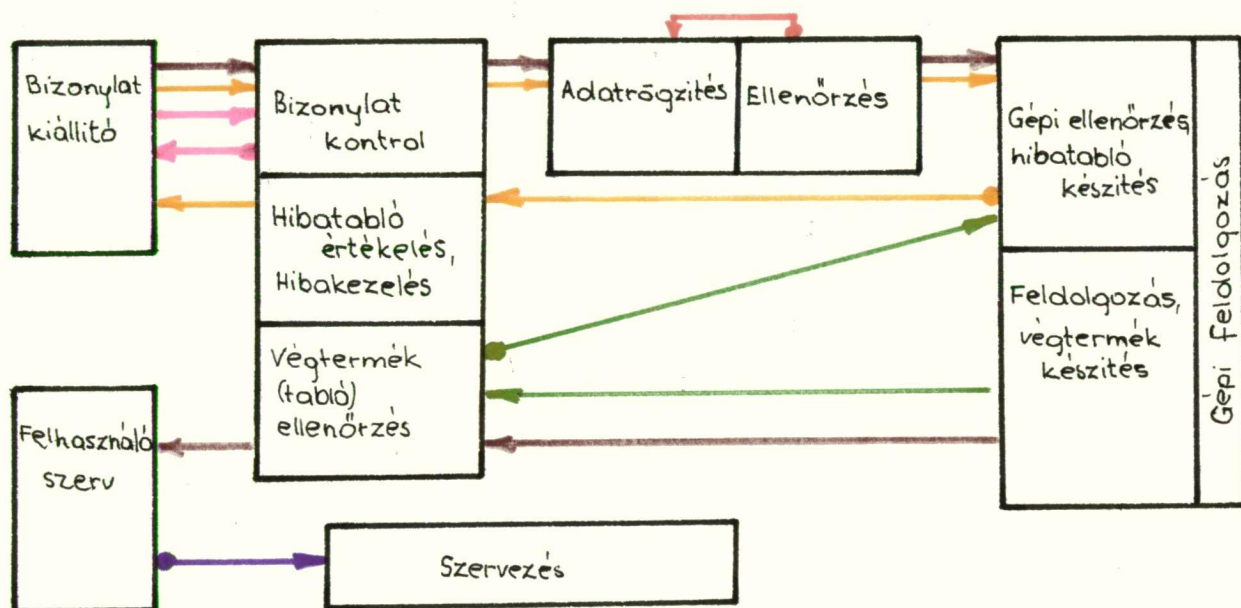 Bizonylat
kiállitó
Bizonylat
kontrol
Hibatabló
értékelés,
Hibakezelés
Végtermék
(tabló)
ellenőrzés
Adatrögzités
Ellenőrzés
Gépi ellenőrzés,
hibatabló
készités
Feldolgozás,
végtermék
készités
Gépi feldolgozás
Felhasználó
szerv
Szervezés